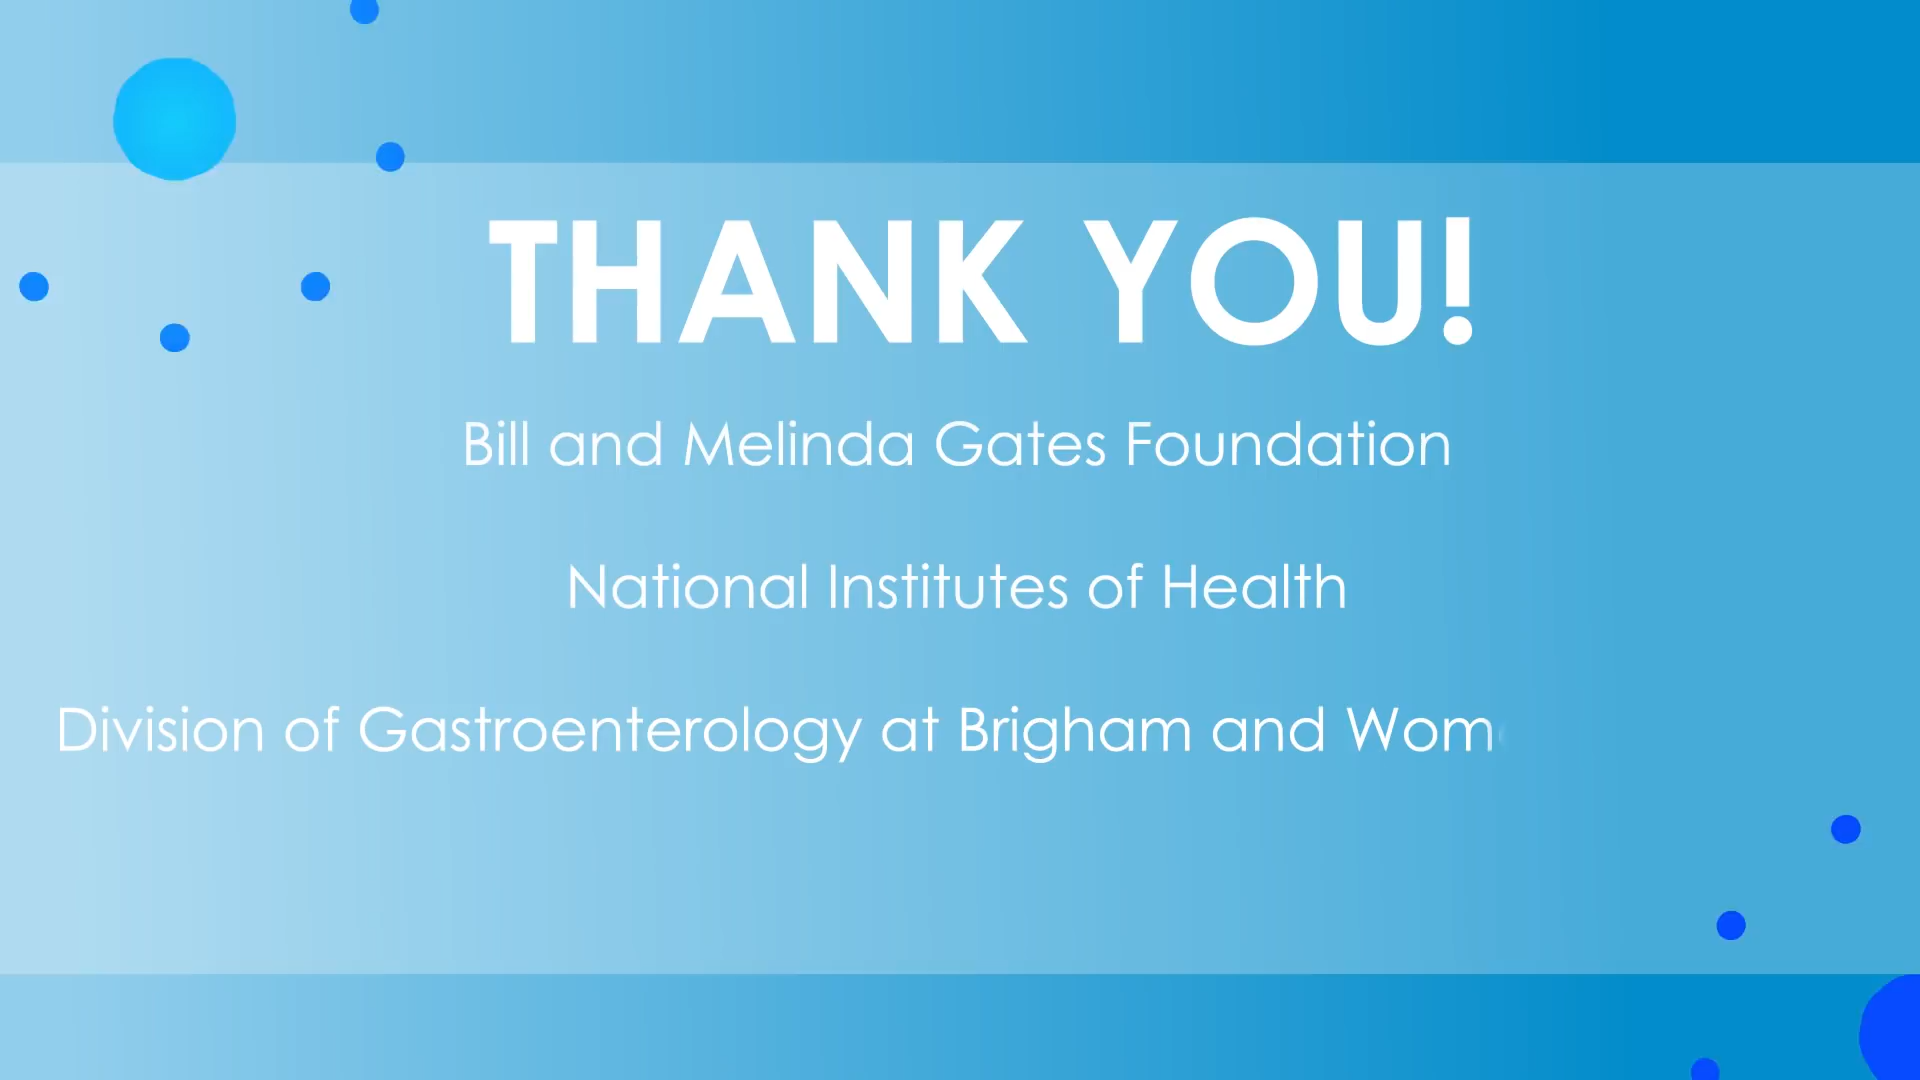 THANK YOU!
Bill and Melinda Gates Foundation
National Institutes of Health
Division of Gastroenterology at Brigham and Wom